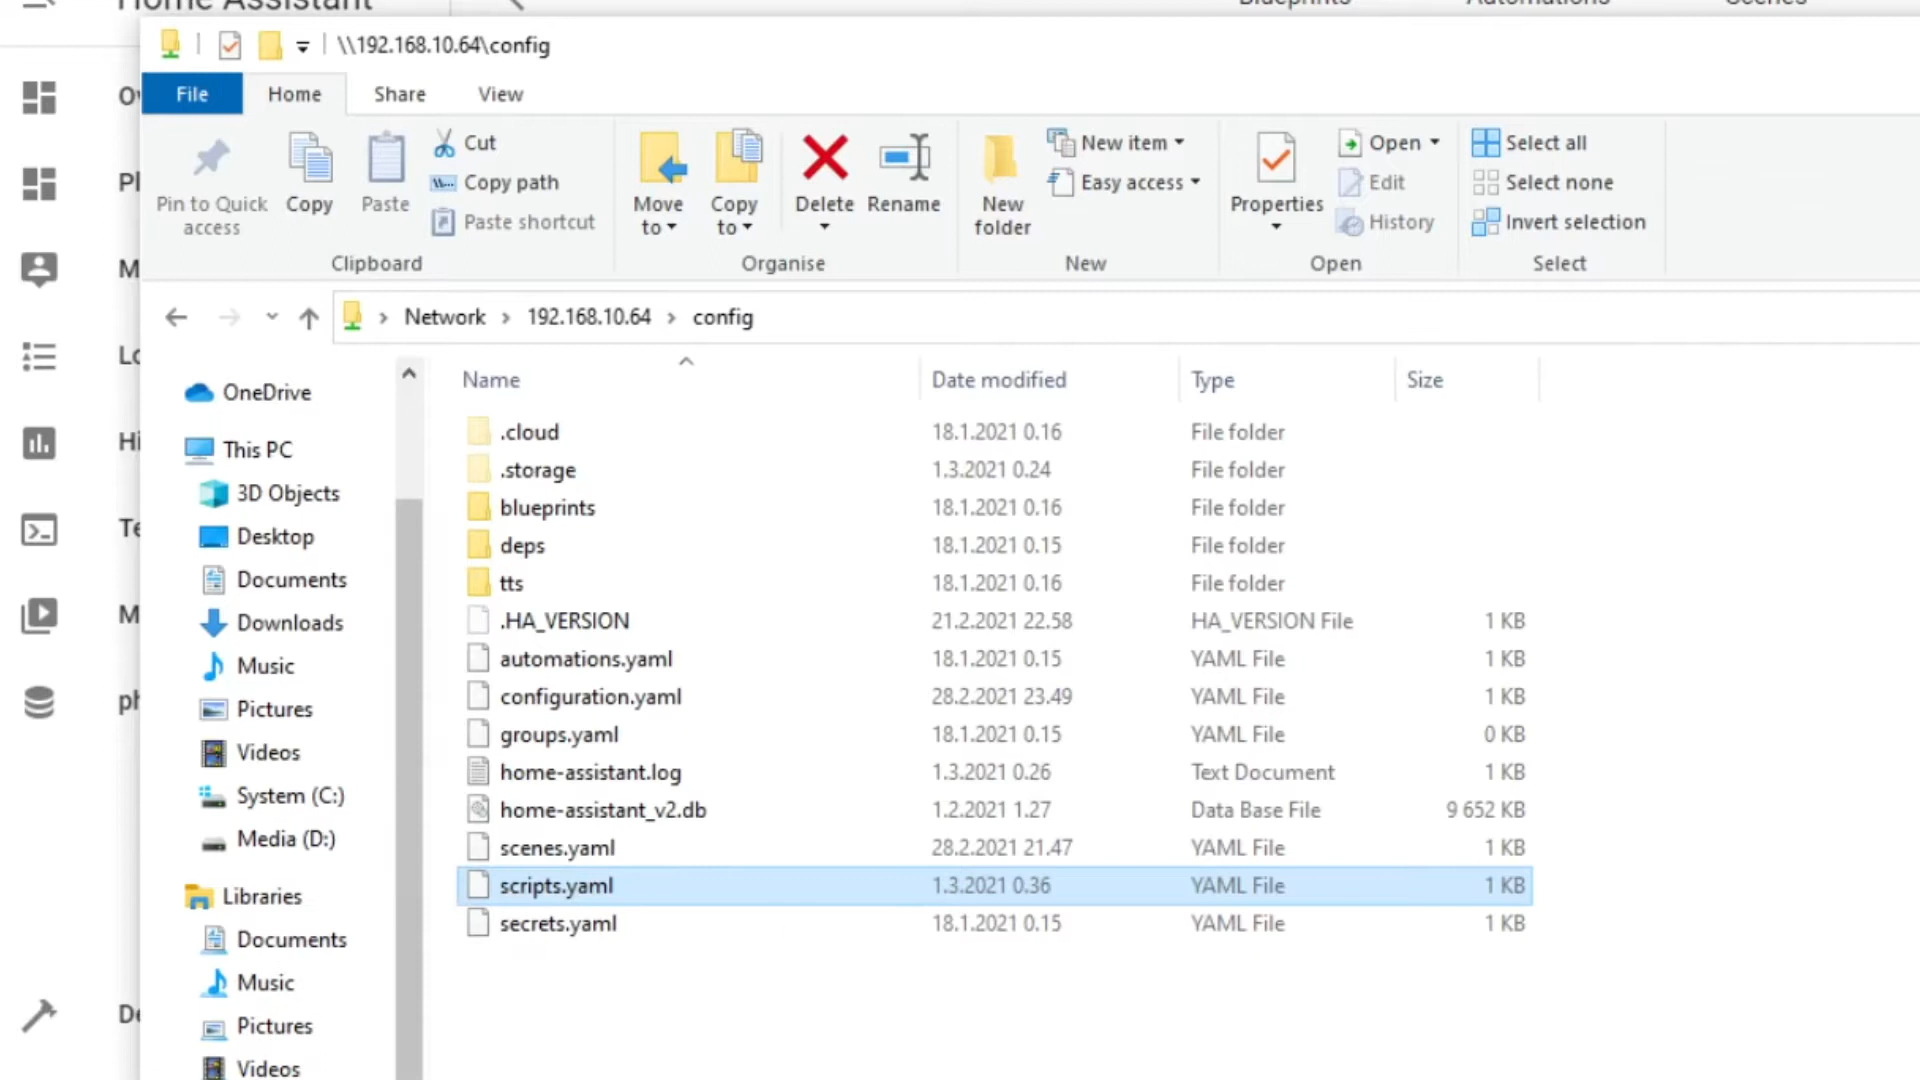 Home Assistant
Blueprints
Automations
Scenes
\\192.168.10.64\config
File
Home
Share
View
Pin to Quick access
Copy
Paste
Cut
Copy path
Paste shortcut
Clipboard
Move to
Copy to
Delete
Rename
Organise
New folder
New item
Easy access
New
Properties
Open
Edit
History
Open
Select all
Select none
Invert selection
Select
Network
192.168.10.64
config
Name
Date modified
Type
Size
OneDrive
This PC
3D Objects
Desktop
Documents
Downloads
Music
Pictures
Videos
System (C:)
Media (D:)
Libraries
Documents
Music
Pictures
Videos
.cloud 18.1.2021 0.16 File folder
.storage 1.3.2021 0.24 File folder
blueprints 18.1.2021 0.16 File folder
deps 18.1.2021 0.15 File folder
tts 18.1.2021 0.16 File folder
.HA_VERSION 21.2.2021 22.58 HA_VERSION File 1 KB
automations.yaml 18.1.2021 0.15 YAML File 1 KB
configuration.yaml 28.2.2021 23.49 YAML File 1 KB
groups.yaml 18.1.2021 0.15 YAML File 0 KB
home-assistant.log 1.3.2021 0.26 Text Document 1 KB
home-assistant_v2.db 1.2.2021 1.27 Data Base File 9 652 KB
scenes.yaml 28.2.2021 21.47 YAML File 1 KB
scripts.yaml 1.3.2021 0.36 YAML File 1 KB
secrets.yaml 18.1.2021 0.15 YAML File 1 KB